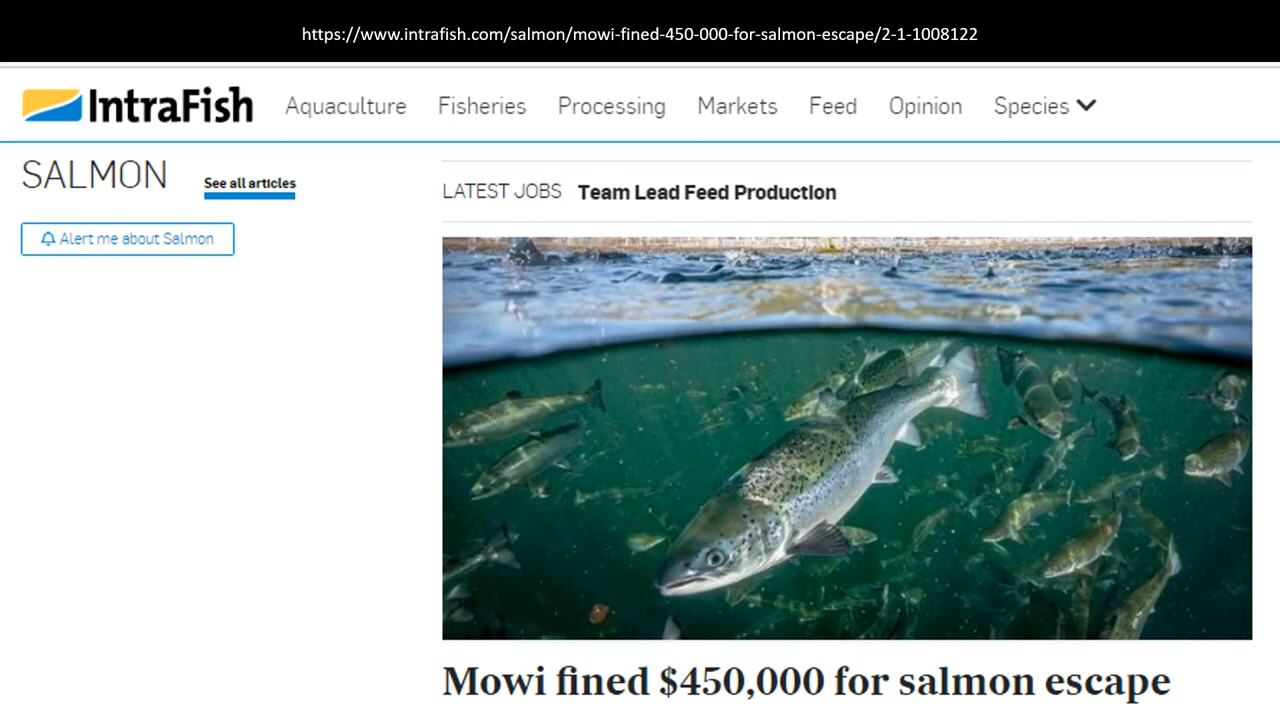 https://www.intrafish.com/salmon/mowi-fined-450-000-for-salmon-escape/2-1-1008122
IntraFish Aquaculture Fisheries Processing Markets Feed Opinion Species
SALMON See all articles
LATEST JOBS Team Lead Feed Production
Alert me about Salmon
Mowi fined $450,000 for salmon escape